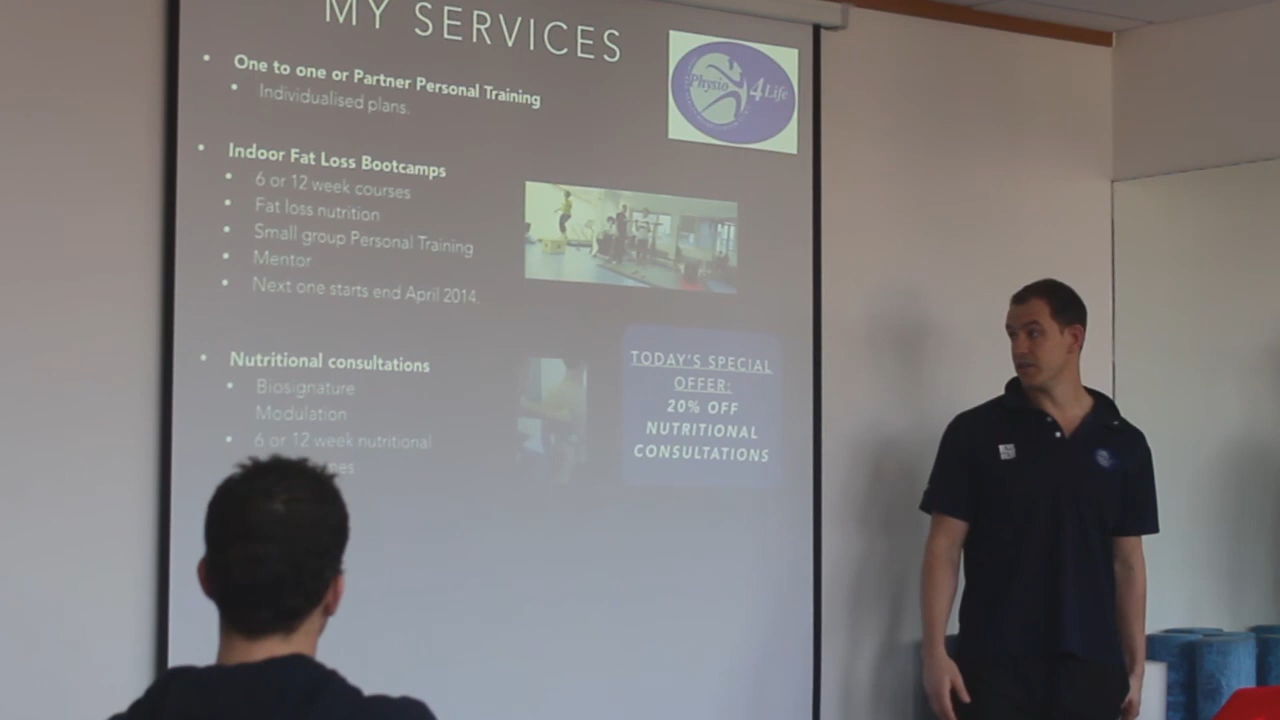 MY SERVICES
Physio 4Life
• One to one or Partner Personal Training
• Individualised plans.
• Indoor Fat Loss Bootcamps
• 6 or 12 week courses
• Fat loss nutrition
• Small group Personal Training
• Mentor
• Next one starts end April 2014.
• Nutritional consultations
• Biosignature
Modulation
• 6 or 12 week nutritional
TODAY'S SPECIAL
OFFER:
20% OFF
NUTRITIONAL
CONSULTATIONS